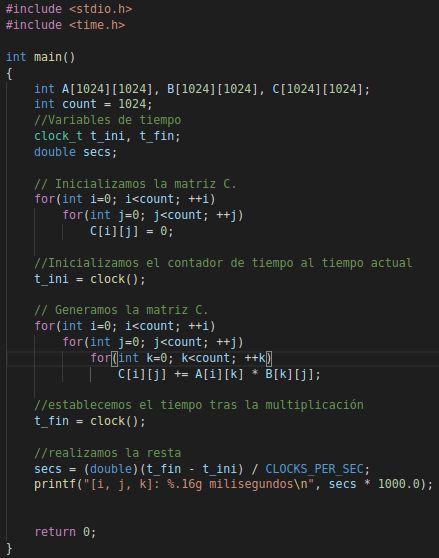 #include <stdio.h>
#include <time.h>

int main()
{
    int A[1024][1024], B[1024][1024], C[1024][1024];
    int count = 1024;
    //Variables de tiempo
    clock_t t_ini, t_fin;
    double secs;

    // Inicializamos la matriz C.
    for(int i=0; i<count; ++i)
        for(int j=0; j<count; ++j)
            C[i][j] = 0;

    //Inicializamos el contador de tiempo al tiempo actual
    t_ini = clock();

    // Generamos la matriz C.
    for(int i=0; i<count; ++i)
        for(int j=0; j<count; ++j)
            for(int k=0; k<count; ++k)
                C[i][j] += A[i][k] * B[k][j];

    //establecemos el tiempo tras la multiplicación
    t_fin = clock();

    //realizamos la resta
    secs = (double)(t_fin - t_ini) / CLOCKS_PER_SEC;
    printf("[i, j, k]: %.16g milisegundos\n", secs * 1000.0);


    return 0;
}